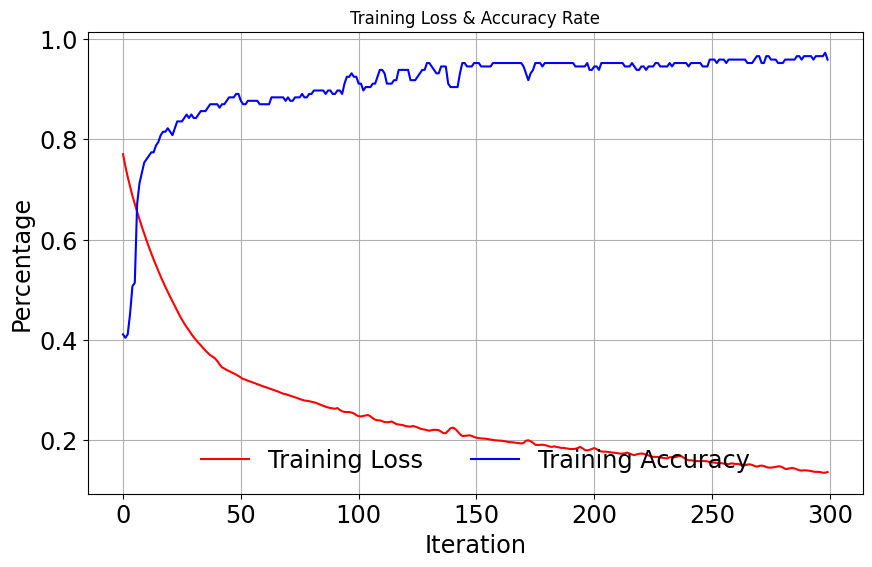 Training Loss & Accuracy Rate
1.0
0.8
0.6
0.4
0.2
Percentage
Training Loss Training Accuracy
0 50 100 150 200 250 300
Iteration